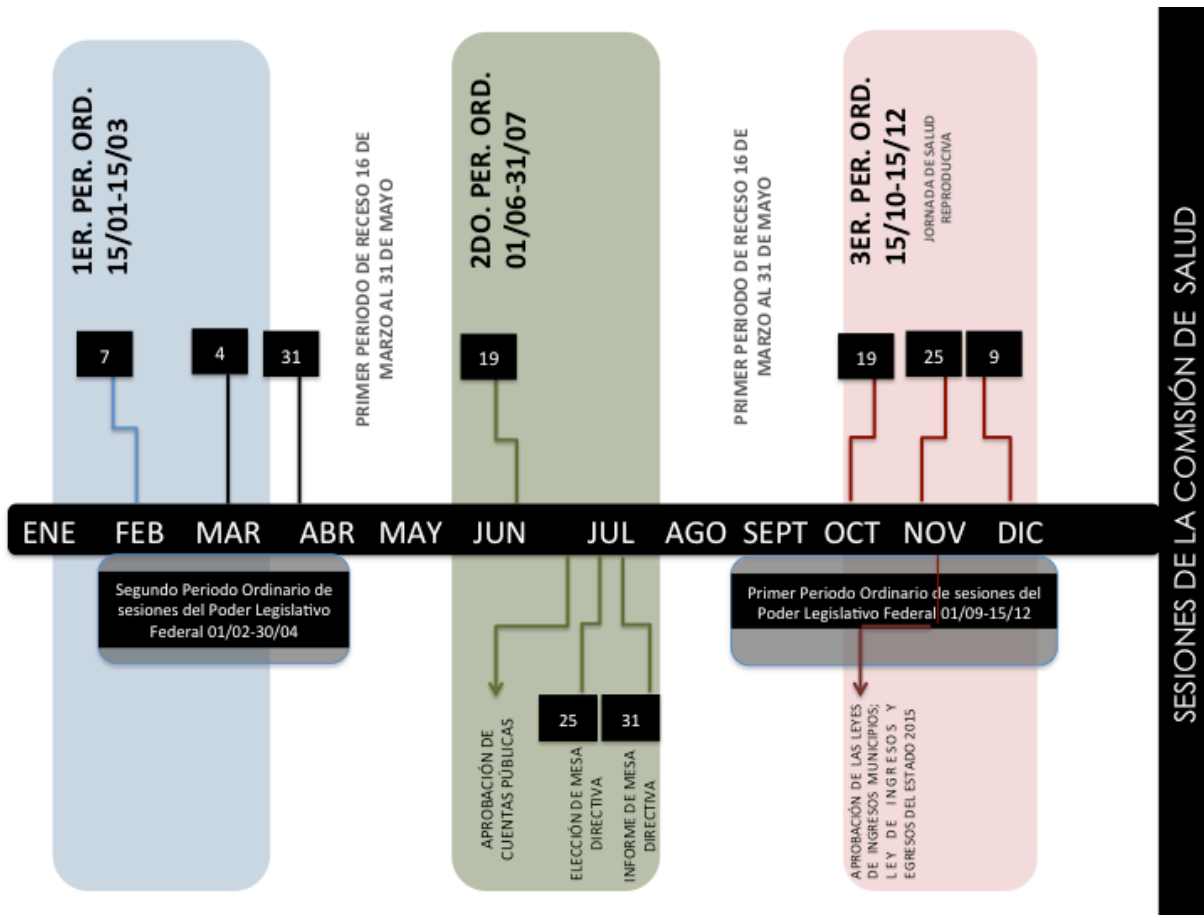 1ER. PER. ORD.
15/01-15/03
PRIMER PERIODO DE RECESO 16 DE
MARZO AL 31 DE MAYO
2DO. PER. ORD.
01/06-31/07
PRIMER PERIODO DE RECESO 16 DE
MARZO AL 31 DE MAYO
3ER. PER. ORD.
15/10-15/12
JORNADA DE SALUD
REPRODUCIVA
7
4
31
19
19
25
9
ENE FEB MAR ABR MAY JUN JUL AGO SEPT OCT NOV DIC
Segundo Periodo Ordinario de
sesiones del Poder Legislativo
Federal 01/02-30/04
Primer Periodo Ordinario de sesiones del
Poder Legislativo Federal 01/09-15/12
APROBACIÓN DE
CUENTAS PÚBLICAS
25
ELECCIÓN DE MESA
DIRECTIVA
31
INFORME DE MESA
DIRECTIVA
APROBACIÓN DE LAS LEYES
DE INGRESOS MUNICIPIOS;
LEY DE INGRESOS Y
EGRESOS DEL ESTADO 2015
SESIONES DE LA COMISIÓN DE SALUD